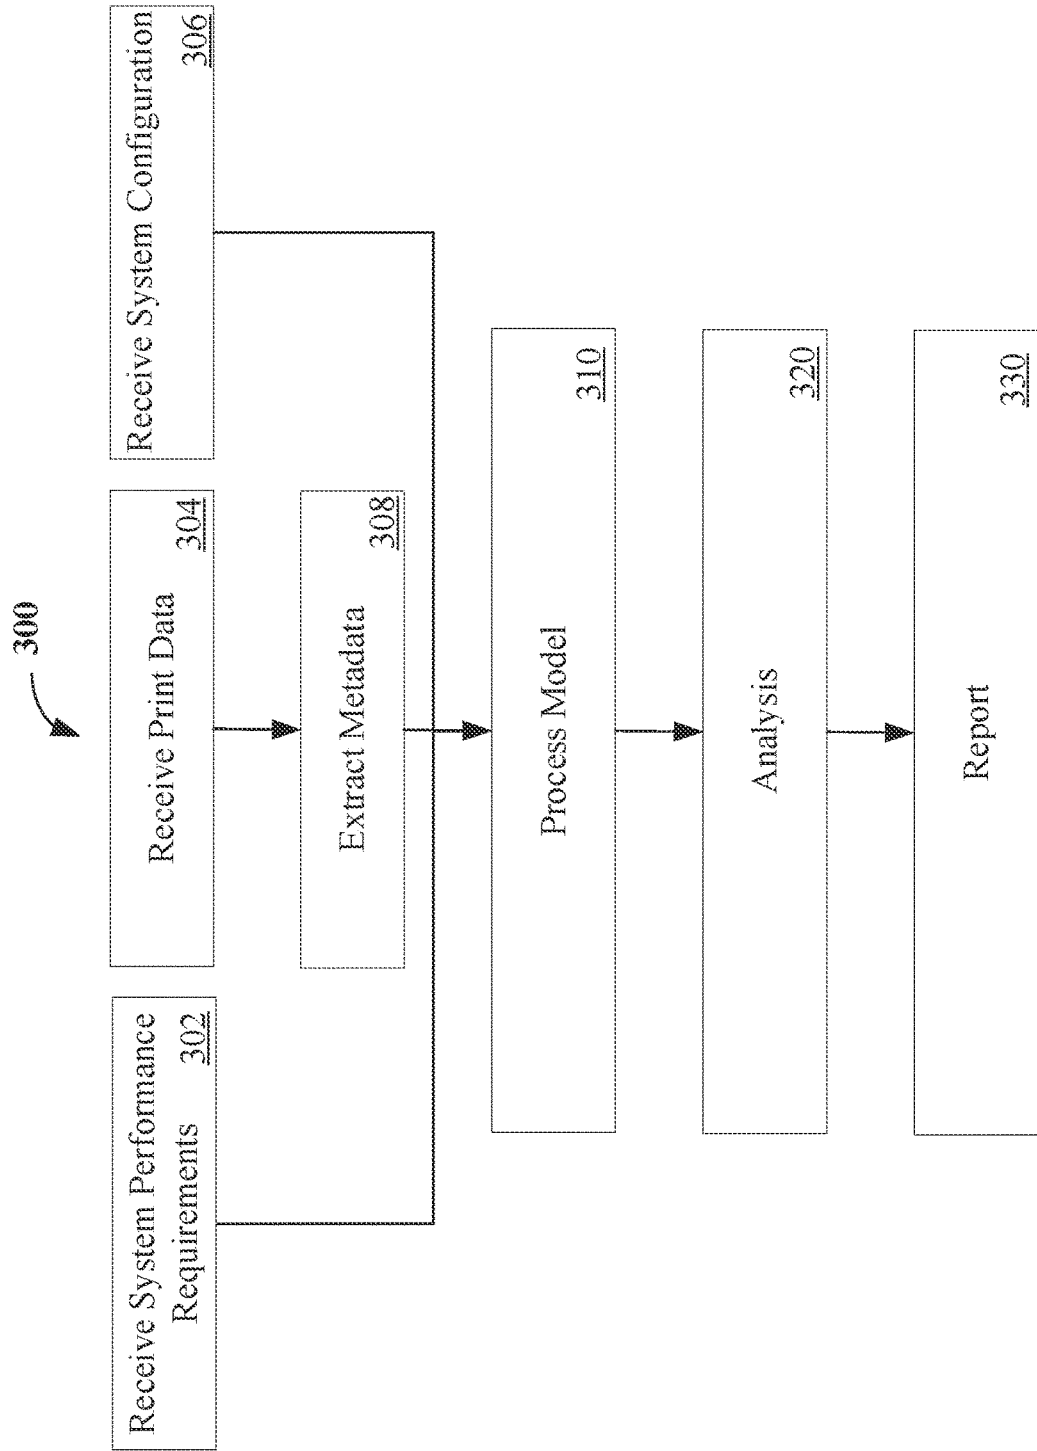 300
Receive System Performance
Requirements
302
Receive Print Data
304
Receive System Configuration
306
Extract Metadata
308
Process Model
310
Analysis
320
Report
330